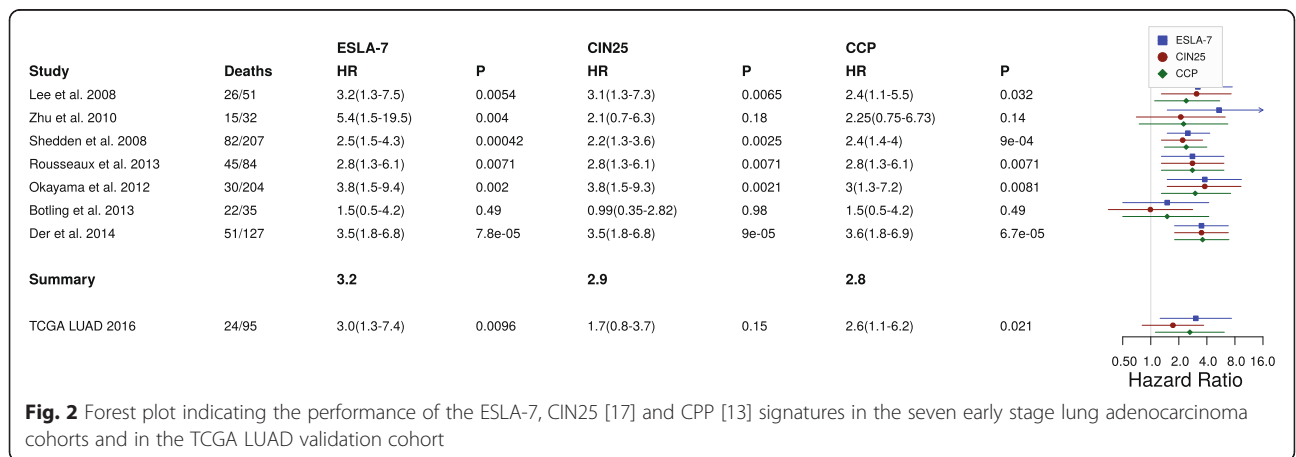 ESLA-7 CIN25 CCP
Study Deaths HR P HR P HR P
Lee et al. 2008 26/51 3.2(1.3-7.5) 0.0054 3.1(1.3-7.3) 0.0065 2.4(1.1-5.5) 0.032
Zhu et al. 2010 15/32 5.4(1.5-19.5) 0.004 2.1(0.7-6.3) 0.18 2.25(0.75-6.73) 0.14
Shedden et al. 2008 82/207 2.5(1.5-4.3) 0.00042 2.2(1.3-3.6) 0.0025 2.4(1.4-4) 9e-04
Rousseaux et al. 2013 45/84 2.8(1.3-6.1) 0.0071 2.8(1.3-6.1) 0.0071 2.8(1.3-6.1) 0.0071
Okayama et al. 2012 30/204 3.8(1.5-9.4) 0.002 3.8(1.5-9.3) 0.0021 3(1.3-7.2) 0.0081
Botling et al. 2013 22/35 1.5(0.5-4.2) 0.49 0.99(0.35-2.82) 0.98 1.5(0.5-4.2) 0.49
Der et al. 2014 51/127 3.5(1.8-6.8) 7.8e-05 3.5(1.8-6.8) 9e-05 3.6(1.8-6.9) 6.7e-05
Summary 3.2 2.9 2.8
TCGA LUAD 2016 24/95 3.0(1.3-7.4) 0.0096 1.7(0.8-3.7) 0.15 2.6(1.1-6.2) 0.021
ESLA-7
CIN25
CCP
0.50 1.0 2.0 4.0 8.0 16.0
Hazard Ratio
Fig. 2 Forest plot indicating the performance of the ESLA-7, CIN25 [17] and CPP [13] signatures in the seven early stage lung adenocarcinoma
cohorts and in the TCGA LUAD validation cohort